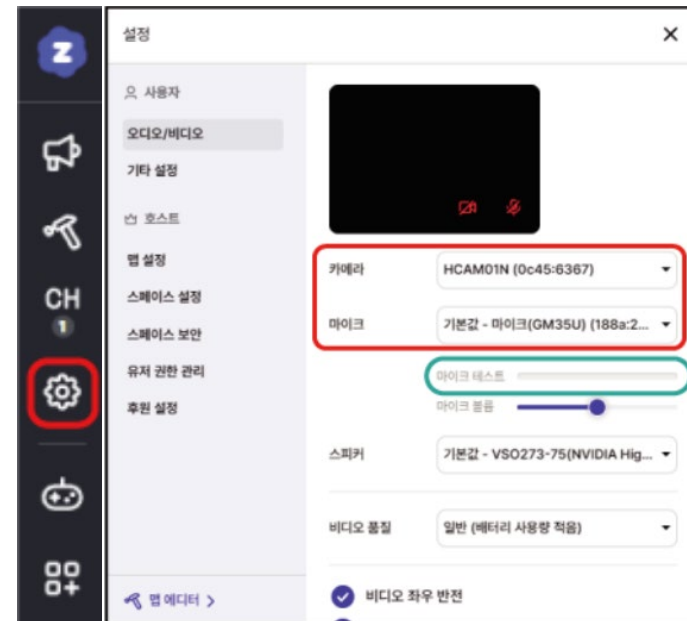 z
CH
1
설정
사용자
오디오/비디오
기타 설정
호스트
맵 설정
스페이스 설정
스페이스 보안
유저 권한 관리
후원 설정
맵 에디터 >
카메라 HCAM01N (0c45:6367)
마이크 기본값 - 마이크(GM35U) (188a:2...
마이크 테스트
마이크 볼륨
스피커 기본값 - VSO273-75(NVIDIA Hig...
비디오 품질 일반 (배터리 사용량 적음)
비디오 좌우 반전